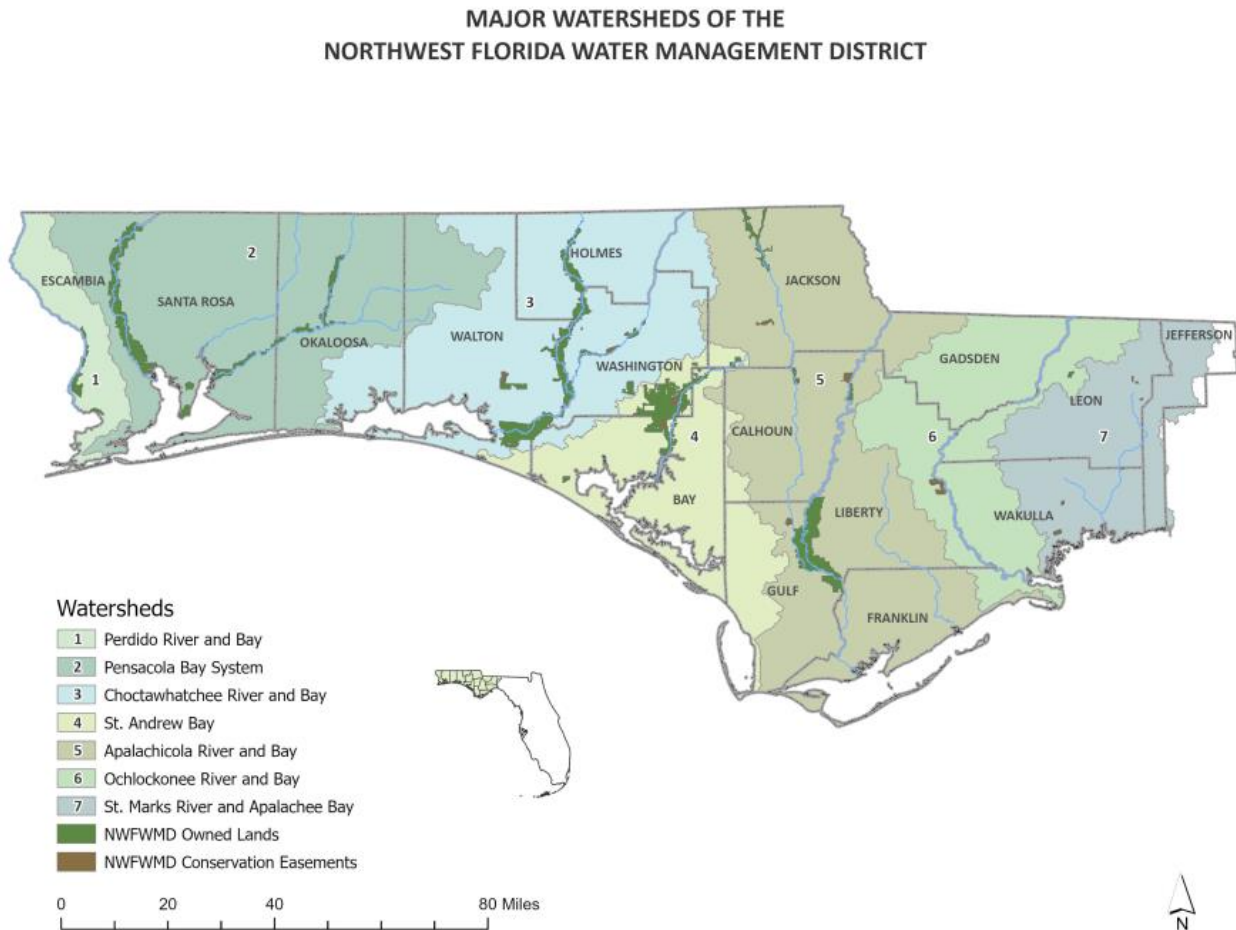 MAJOR WATERSHEDS OF THE
NORTHWEST FLORIDA WATER MANAGEMENT DISTRICT
2
HOLMES
ESCAMBIA
JACKSON
SANTA ROSA
3
OKALOOSA
WALTON
JEFFERSON
GADSDEN
WASHINGTON
1
5
LEON
CALHOUN
4
6
7
BAY
LIBERTY
WAKULLA
GULF
FRANKLIN
Watersheds
1 Perdido River and Bay
2 Pensacola Bay System
3 Choctawhatchee River and Bay
4 St. Andrew Bay
5 Apalachicola River and Bay
6 Ochlockonee River and Bay
7 St. Marks River and Apalachee Bay
NWFWMD Owned Lands
NWFWMD Conservation Easements
0 20 40 80 Miles
N